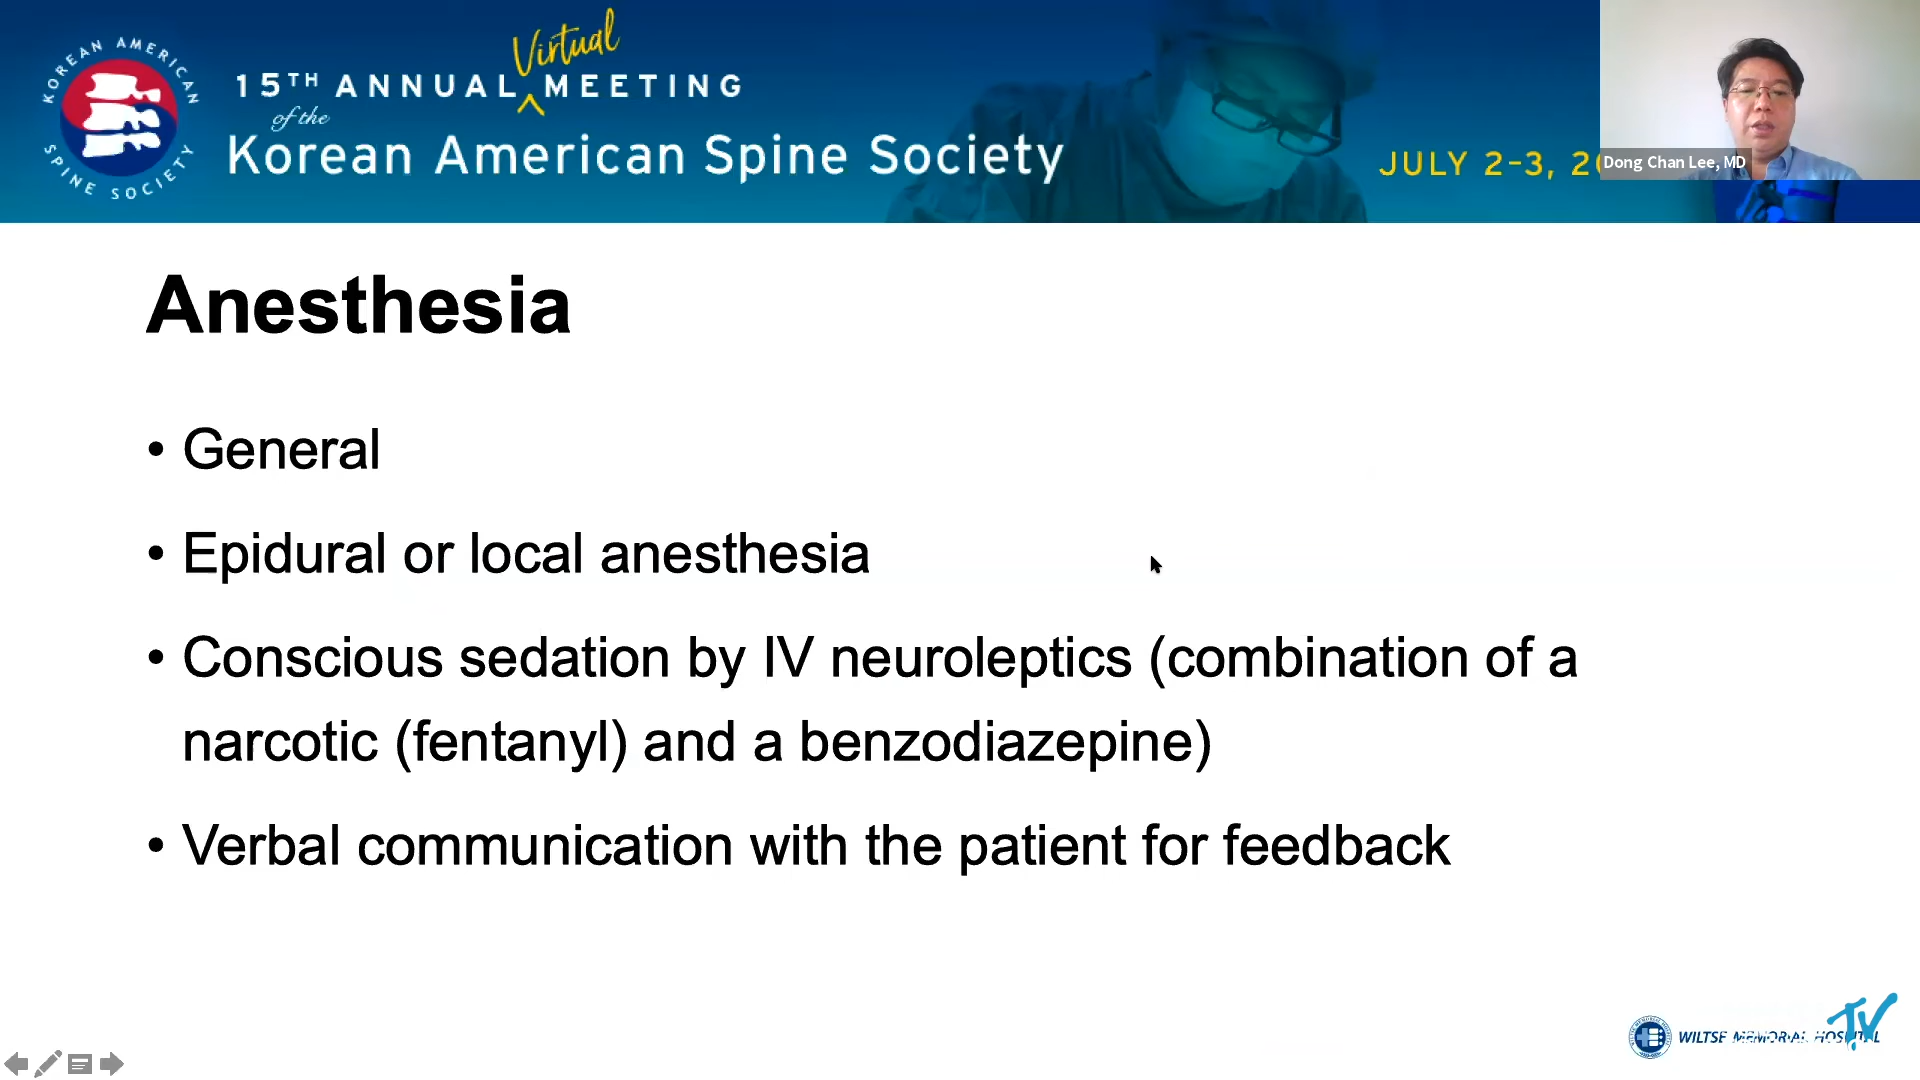 KOREAN AMERICAN SPINE SOCIETY
Virtual
15TH ANNUAL MEETING
of the
Korean American Spine Society
JULY 2-3, 2
Dong Chan Lee, MD
Anesthesia
• General
• Epidural or local anesthesia
• Conscious sedation by IV neuroleptics (combination of a
narcotic (fentanyl) and a benzodiazepine)
• Verbal communication with the patient for feedback
WILTSE MEMORIAL HOSPITAL
TV